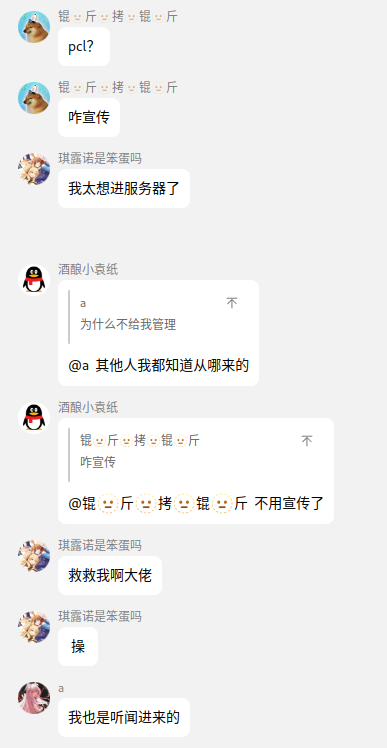 锟🫥斤🫥拷🫥锟🫥斤
pcl？
锟🫥斤🫥拷🫥锟🫥斤
咋宣传
琪露诺是笨蛋吗
我太想进服务器了
酒酿小袁纸
a 不
为什么不给我管理
@a 其他人我都知道从哪来的
酒酿小袁纸
锟🫥斤🫥拷🫥锟🫥斤 不
咋宣传
@锟🫥斤🫥拷🫥锟🫥斤 不用宣传了
琪露诺是笨蛋吗
救救我啊大佬
琪露诺是笨蛋吗
操
a
我也是听闻进来的